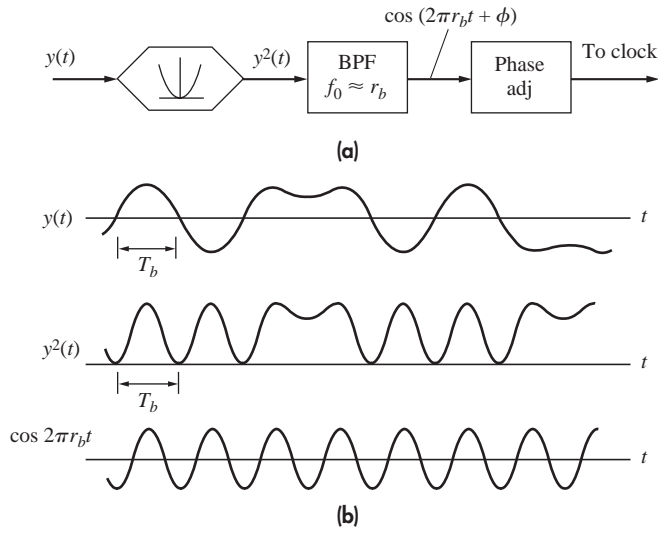 cos (2πr_bt + ϕ)
y(t)
y²(t)
BPF
f₀ ≈ r_b
Phase
adj
To clock
(a)
y(t)
t
T_b
y²(t)
t
T_b
cos 2πr_bt
t
(b)